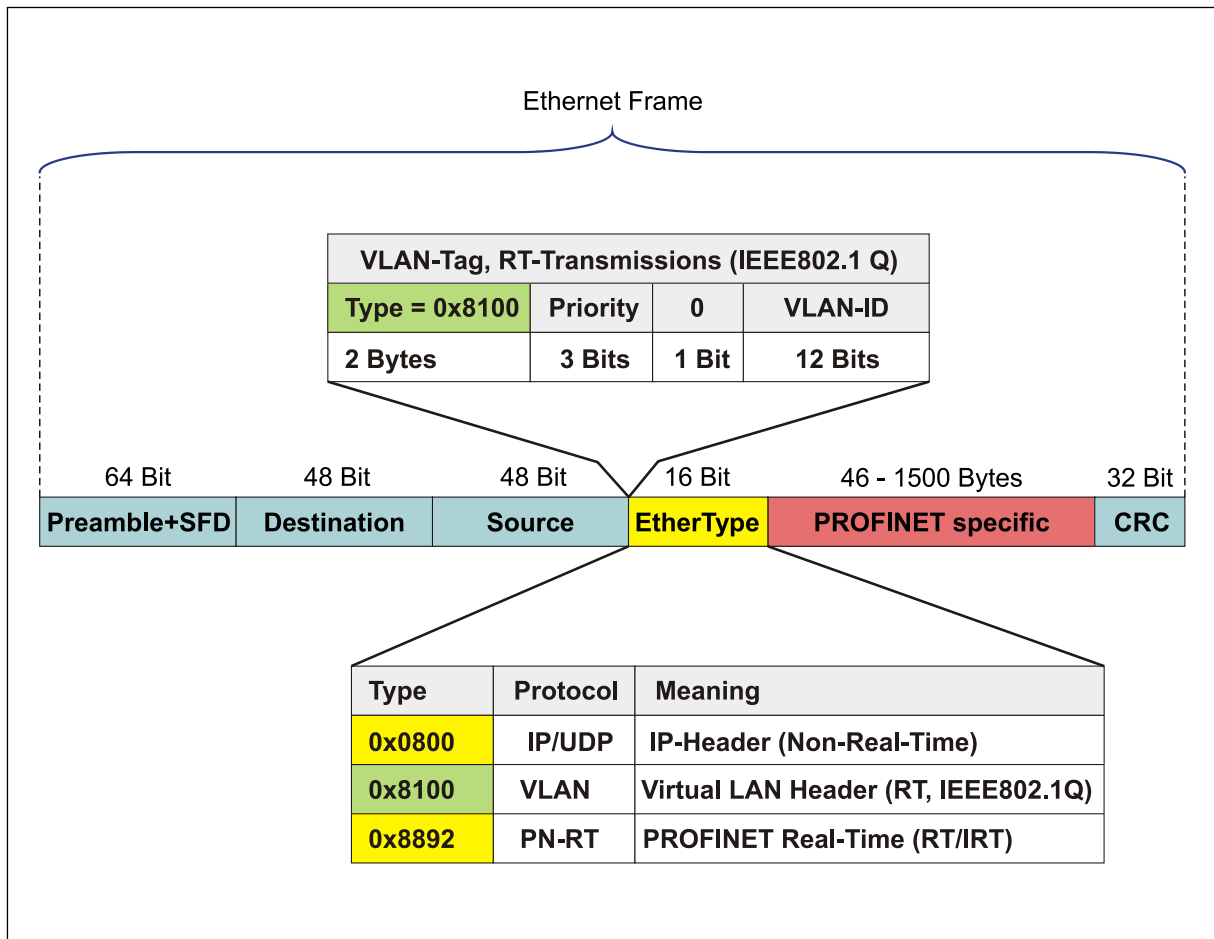 Ethernet Frame
VLAN-Tag, RT-Transmissions (IEEE802.1 Q)
Type = 0x8100 Priority 0 VLAN-ID
2 Bytes 3 Bits 1 Bit 12 Bits
64 Bit 48 Bit 48 Bit 16 Bit 46 - 1500 Bytes 32 Bit
Preamble+SFD Destination Source EtherType PROFINET specific CRC
Type Protocol Meaning
0x0800 IP/UDP IP-Header (Non-Real-Time)
0x8100 VLAN Virtual LAN Header (RT, IEEE802.1Q)
0x8892 PN-RT PROFINET Real-Time (RT/IRT)